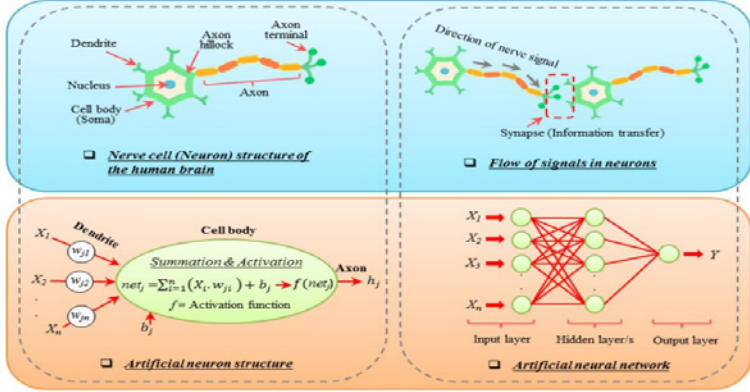 Dendrite
Axon
hillock
Axon
terminal
Nucleus
Axon
Cell body
(Soma)
❑ Nerve cell (Neuron) structure of
the human brain
Direction of nerve signal
Synapse (Information transfer)
❑ Flow of signals in neurons
X₁
X₂
.
.
Xₙ
Dendrite
wⱼ₁
wⱼ₂
wⱼₙ
Cell body
Summation & Activation
netⱼ = ∑ⁿᵢ₌₁(Xᵢ. wⱼᵢ) + bⱼ → f(netⱼ)
f = Activation function
bⱼ
Axon
hⱼ
❑ Artificial neuron structure
X₁
X₂
X₃
Xₙ
Y
Input layer
Hidden layer/s
Output layer
❑ Artificial neural network